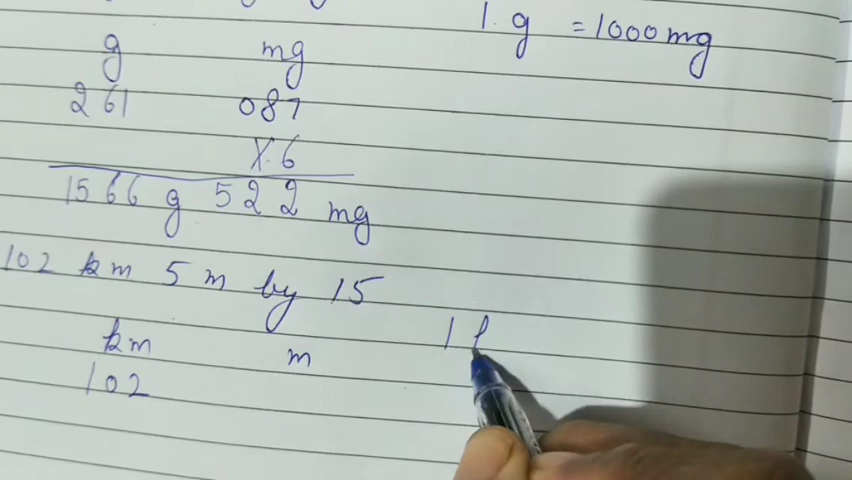 1 g = 1000 mg
g mg
261 087
x 6
1566 g 522 mg
102 km 5 m by 15
km m
102
1